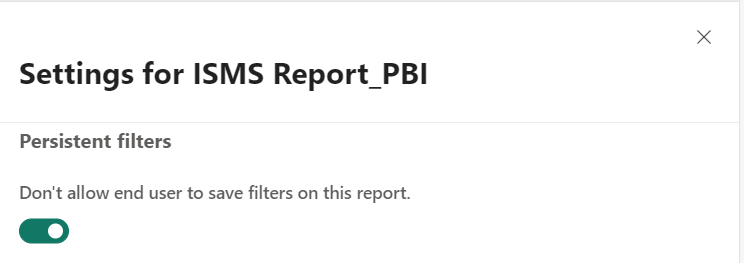 Settings for ISMS Report_PBI
Persistent filters
Don't allow end user to save filters on this report.